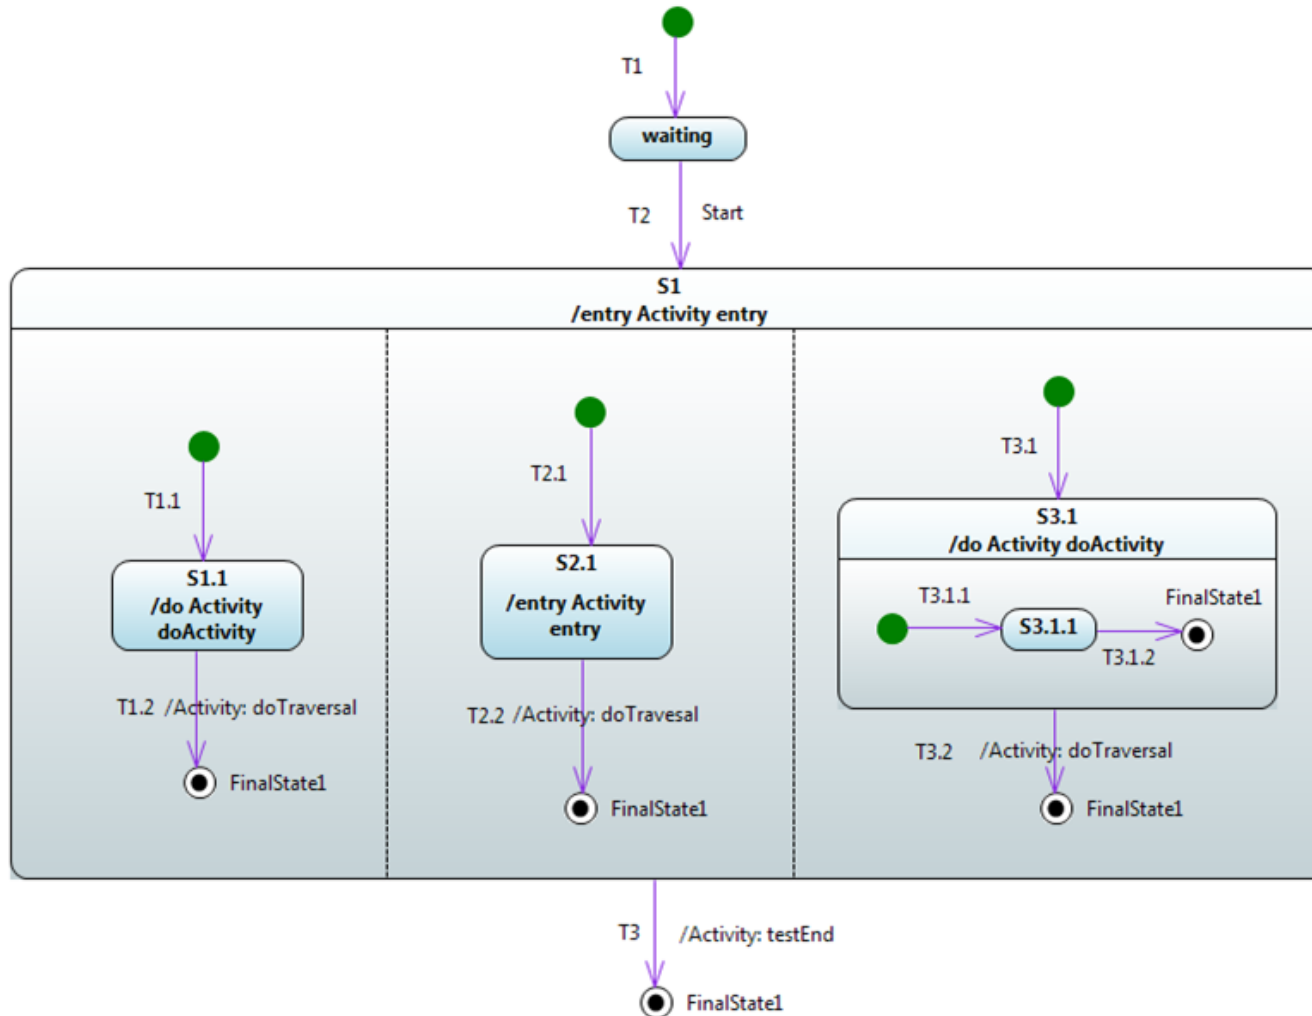 T1
waiting
T2 Start
S1
/entry Activity entry
T1.1
S1.1
/do Activity
doActivity
T1.2 /Activity: doTraversal
FinalState1
T2.1
S2.1
/entry Activity
entry
T2.2 /Activity: doTravesal
FinalState1
T3.1
S3.1
/do Activity doActivity
T3.1.1
S3.1.1
T3.1.2
FinalState1
T3.2 /Activity: doTraversal
FinalState1
T3 /Activity: testEnd
FinalState1